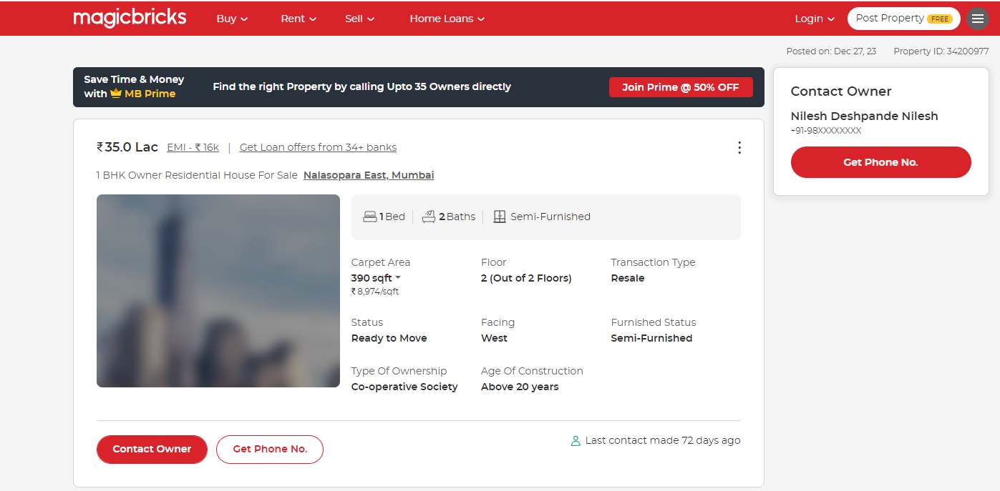 magicbricks
Buy
Rent
Sell
Home Loans
Login
Post Property FREE
Posted on: Dec 27, 23
Property ID: 34200977
Save Time & Money
with MB Prime
Find the right Property by calling Upto 35 Owners directly
Join Prime @ 50% OFF
Contact Owner
Nilesh Deshpande Nilesh
+91-98XXXXXXXX
Get Phone No.
₹35.0 Lac EMI - ₹ 16k | Get Loan offers from 34+ banks
1 BHK Owner Residential House For Sale Nalasopara East, Mumbai
1 Bed
2 Baths
Semi-Furnished
Carpet Area
390 sqft
₹ 8,974/sqft
Floor
2 (Out of 2 Floors)
Transaction Type
Resale
Status
Ready to Move
Facing
West
Furnished Status
Semi-Furnished
Type Of Ownership
Co-operative Society
Age Of Construction
Above 20 years
Contact Owner
Get Phone No.
Last contact made 72 days ago